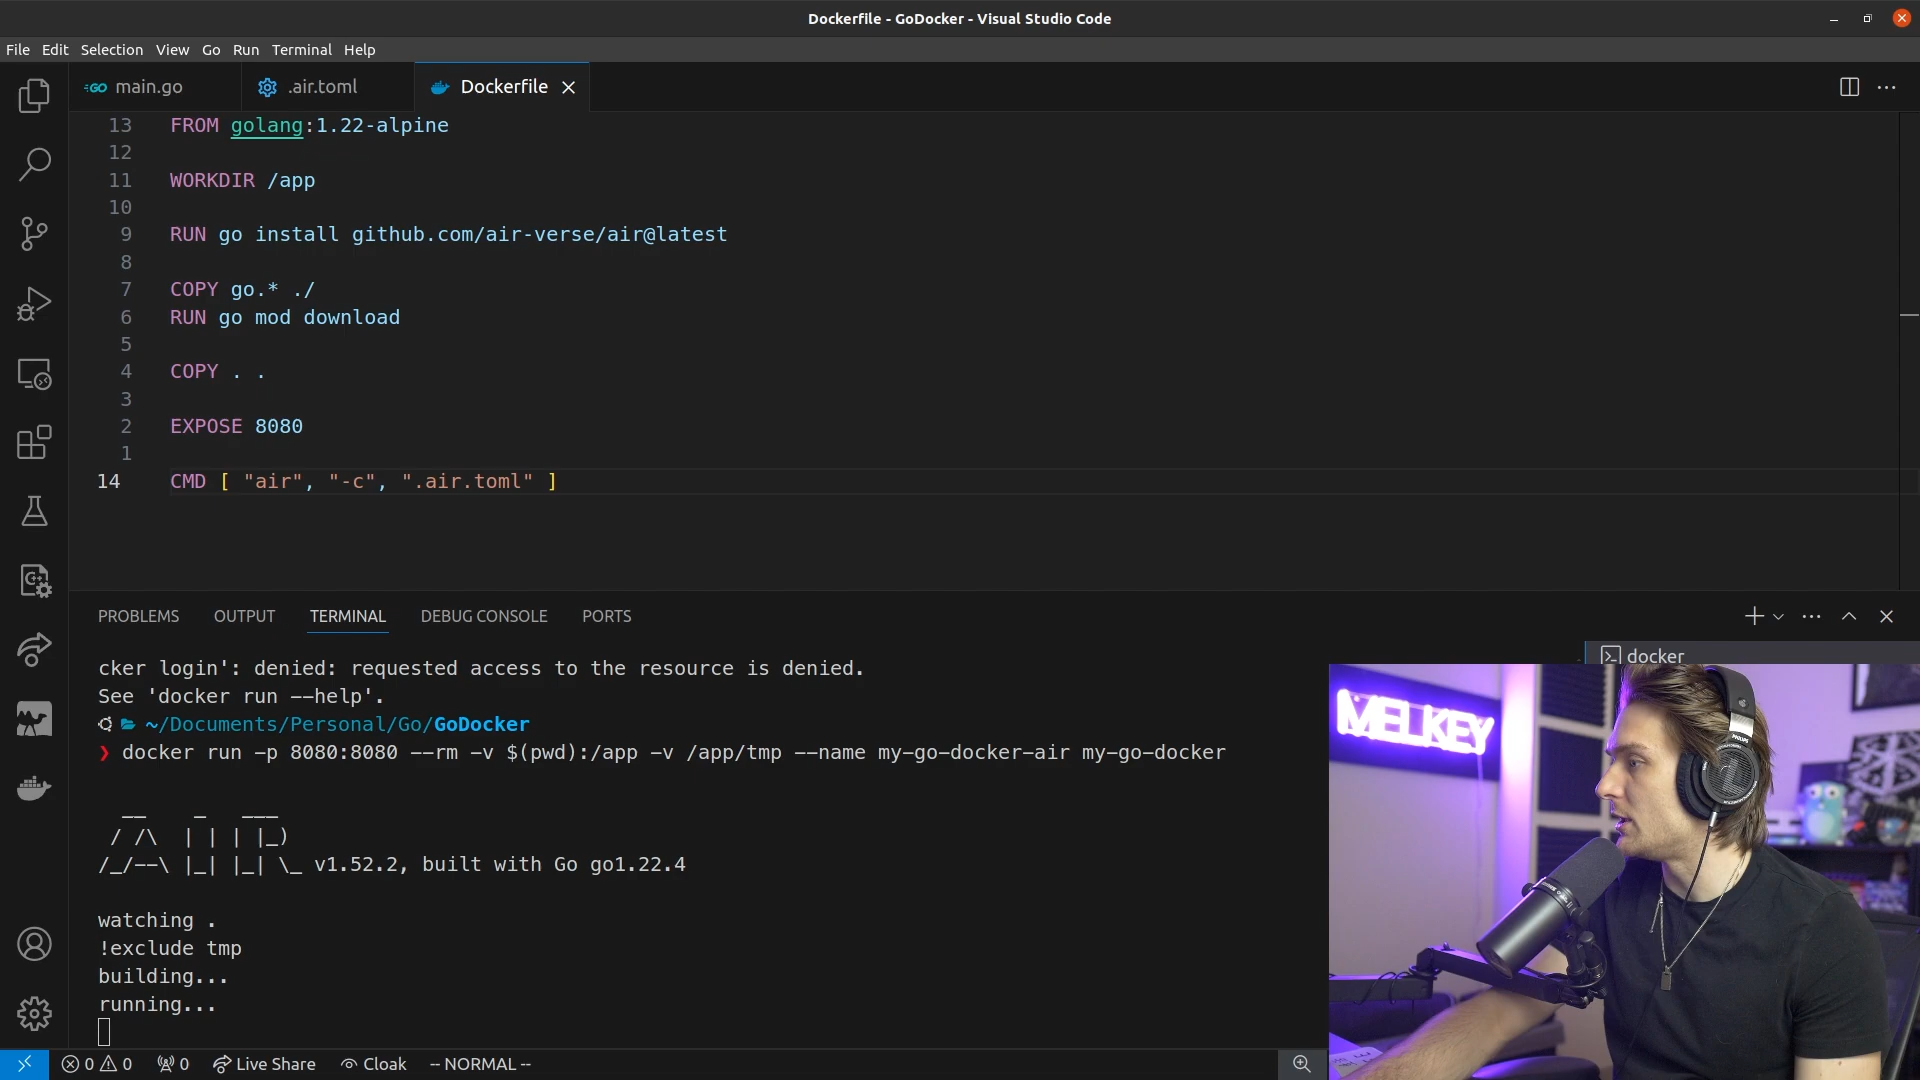 Dockerfile - GoDocker - Visual Studio Code
File Edit Selection View Go Run Terminal Help
GO main.go .air.toml Dockerfile
13 FROM golang:1.22-alpine
12
11 WORKDIR /app
10
9 RUN go install github.com/air-verse/air@latest
8
7 COPY go.* ./
6 RUN go mod download
5
4 COPY . .
3
2 EXPOSE 8080
1
14 CMD [ "air", "-c", ".air.toml" ]
PROBLEMS OUTPUT TERMINAL DEBUG CONSOLE PORTS
docker
cker login': denied: requested access to the resource is denied.
See 'docker run --help'.
~/Documents/Personal/Go/GoDocker
❯ docker run -p 8080:8080 --rm -v $(pwd):/app -v /app/tmp --name my-go-docker-air my-go-docker
  __    _   ___
 / /\  | | | |_)
/_/--\ |_| |_| \_ v1.52.2, built with Go go1.22.4
watching .
!exclude tmp
building...
running...
MELKEY
0 0 0 Live Share Cloak -- NORMAL --